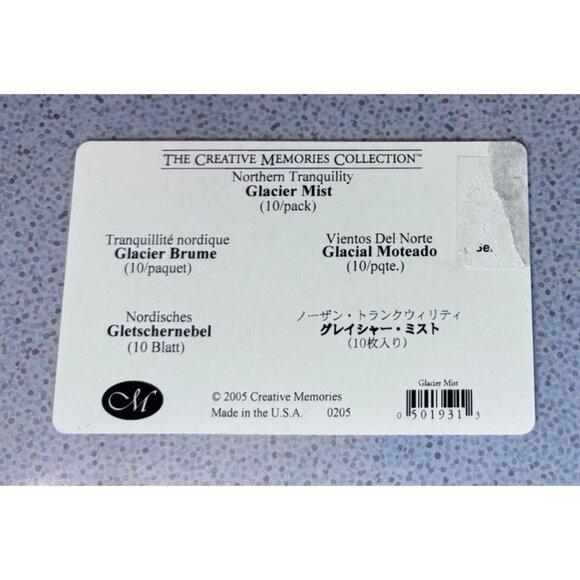 THE CREATIVE MEMORIES COLLECTION™
Northern Tranquility
Glacier Mist
(10/pack)
Tranquillité nordique
Glacier Brume
(10/paquet)
Vientos Del Norte
Glacial Moteado
(10/pqte.)
Nordisches
Gletschernebel
(10 Blatt)
ノーザン・トランクウィリティ
グレイシャー・ミスト
(10枚入り)
M
© 2005 Creative Memories
Made in the U.S.A. 0205
Glacier Mist
0 501931 3